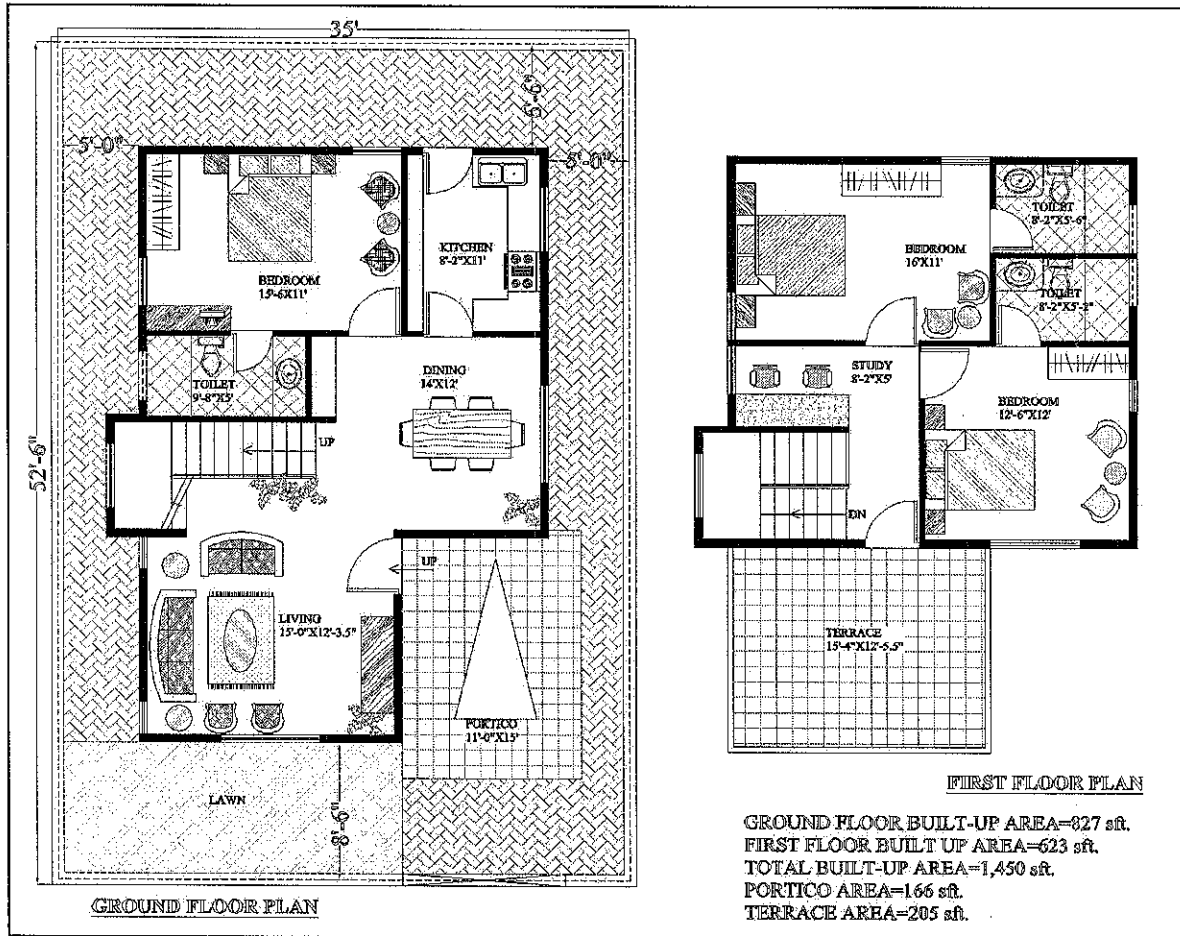 35'
6'-6"
5'-0"
5'-0"
52'-6"
BEDROOM
15'-6X11'
KITCHEN
8'-2"X11'
TOILET
9'-8"X5'
DINING
14'X12'
UP
UP
LIVING
15'-0"X12'-3.5"
PORTICO
11'-0"X15'
LAWN
GROUND FLOOR PLAN
TOILET
8'-2"X5'-6"
BEDROOM
16'X11'
TOILET
8'-2"X5'-2"
STUDY
8'-2"X5'
BEDROOM
12'-6"X12'
DN
TERRACE
15'-4"X12'-5.5"
FIRST FLOOR PLAN
GROUND FLOOR BUILT-UP AREA=827 sft.
FIRST FLOOR BUILT UP AREA=623 sft.
TOTAL BUILT-UP AREA=1,450 sft.
PORTICO AREA=166 sft.
TERRACE AREA=205 sft.